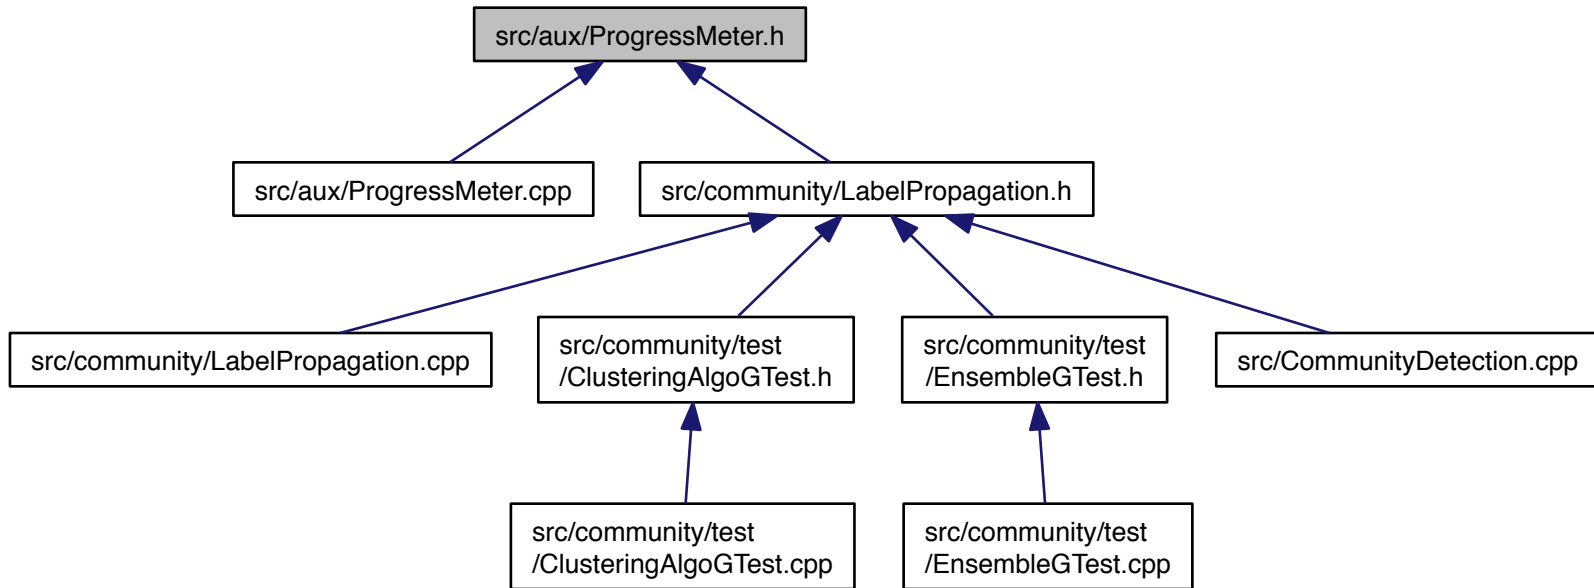 src/aux/ProgressMeter.h
src/aux/ProgressMeter.cpp
src/community/LabelPropagation.h
src/community/LabelPropagation.cpp
src/community/test
/ClusteringAlgoGTest.h
src/community/test
/EnsembleGTest.h
src/CommunityDetection.cpp
src/community/test
/ClusteringAlgoGTest.cpp
src/community/test
/EnsembleGTest.cpp